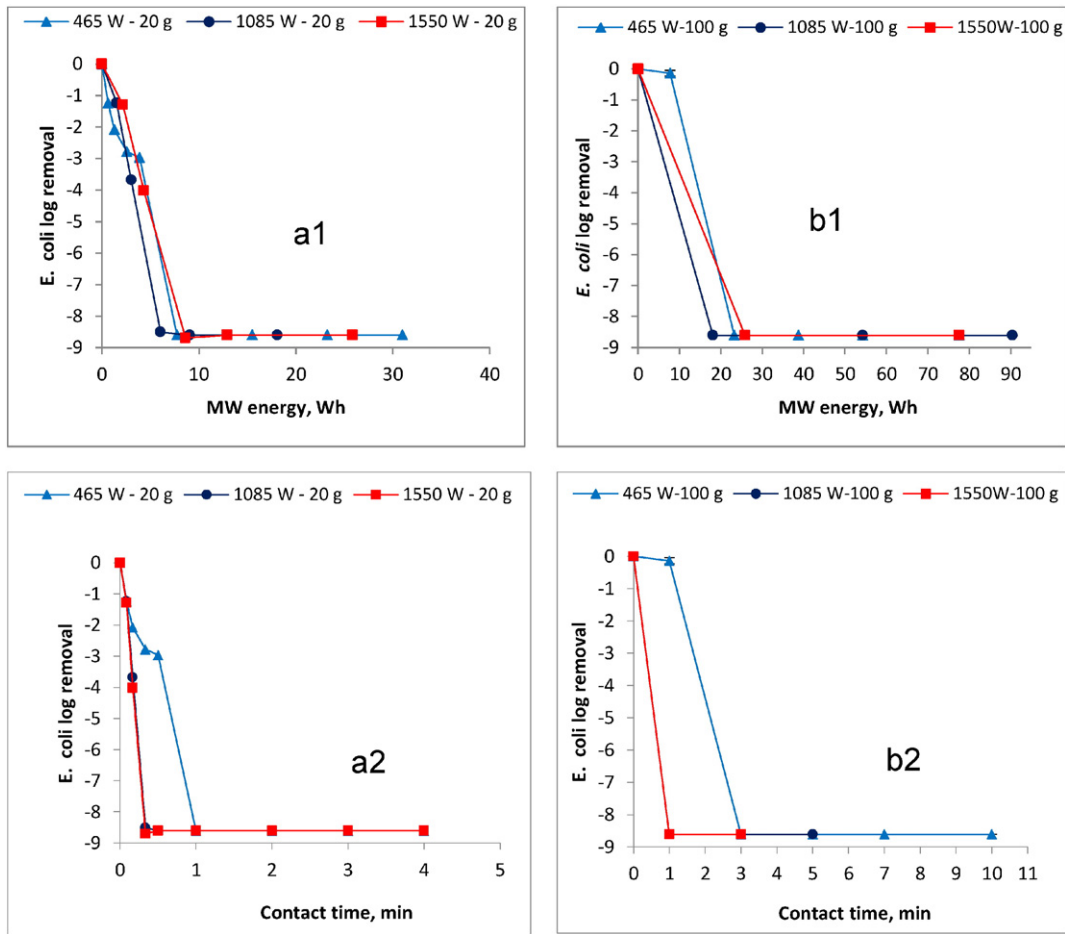 465 W - 20 g 1085 W - 20 g 1550 W - 20 g
0
-1
-2
-3
-4
-5
-6
-7
-8
-9
E. coli log removal
a1
0 10 20 30 40
MW energy, Wh
465 W-100 g 1085 W-100 g 1550W-100 g
0
-1
-2
-3
-4
-5
-6
-7
-8
-9
E. coli log removal
b1
0 10 20 30 40 50 60 70 80 90
MW energy, Wh
465 W - 20 g 1085 W - 20 g 1550 W - 20 g
0
-1
-2
-3
-4
-5
-6
-7
-8
-9
E. coli log removal
a2
0 1 2 3 4 5
Contact time, min
465 W-100 g 1085 W-100 g 1550W-100 g
0
-1
-2
-3
-4
-5
-6
-7
-8
-9
E. coli log removal
b2
0 1 2 3 4 5 6 7 8 9 10 11
Contact time, min